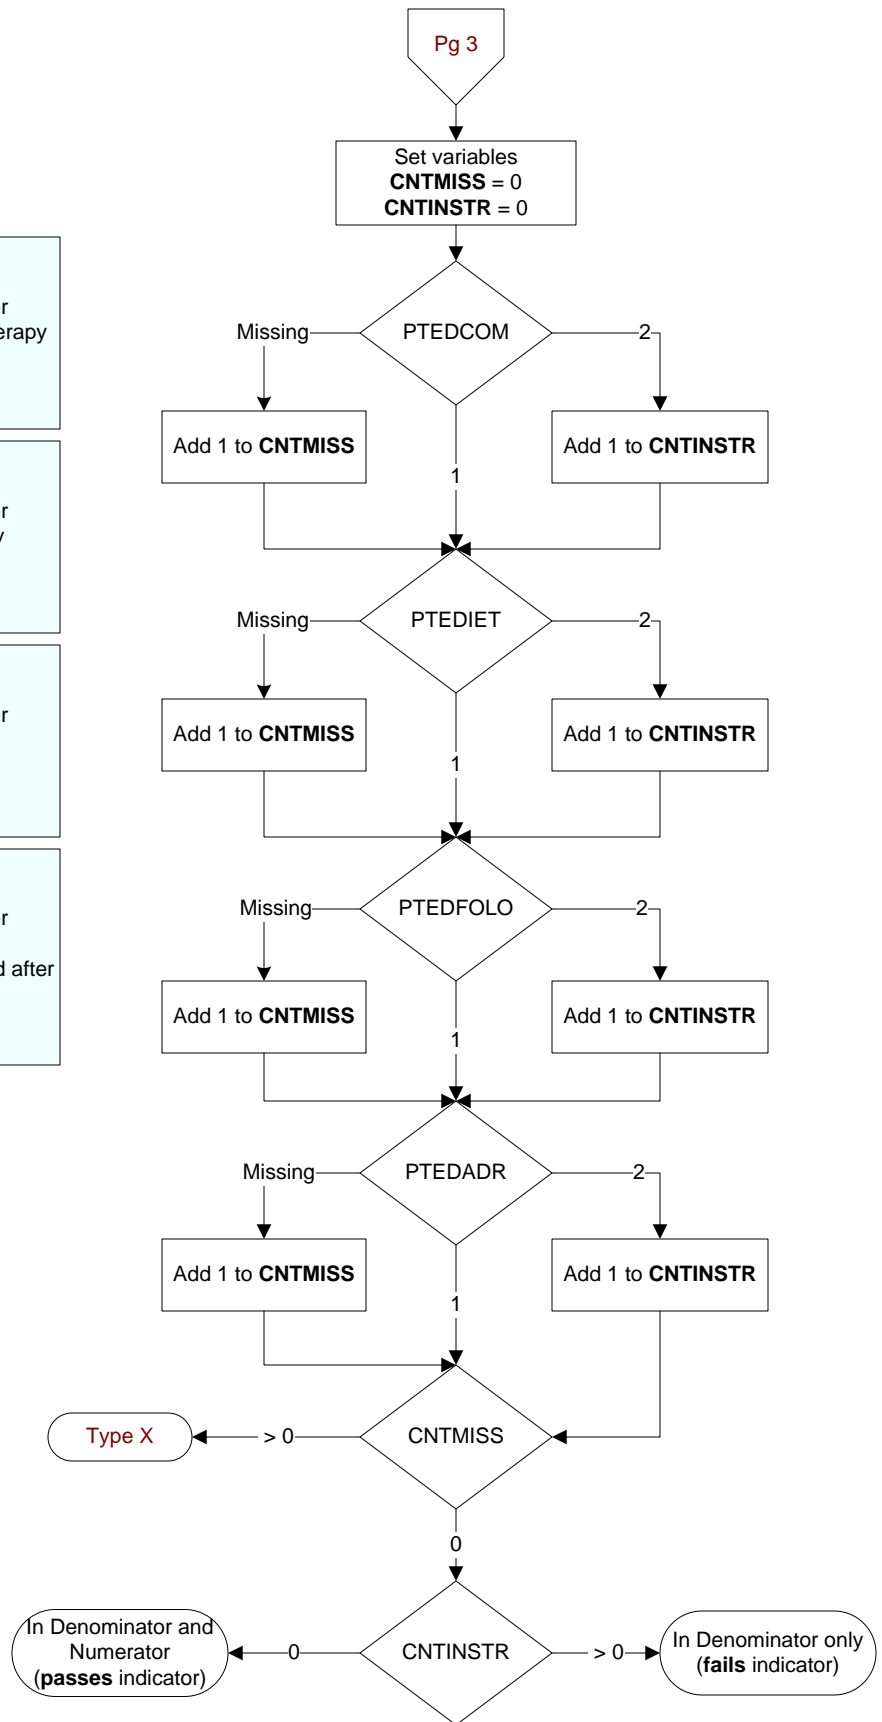 Pg 3
Set variables
CNTMISS = 0
CNTINSTR = 0
PTEDCOM
Missing
2
Add 1 to CNTMISS
Add 1 to CNTINSTR
1
erapy
PTEDIET
Missing
2
Add 1 to CNTMISS
Add 1 to CNTINSTR
1
PTEDFOLO
Missing
2
Add 1 to CNTMISS
Add 1 to CNTINSTR
1
after
PTEDADR
Missing
2
Add 1 to CNTMISS
Add 1 to CNTINSTR
1
CNTMISS
> 0
Type X
0
CNTINSTR
0
In Denominator and
Numerator
(passes indicator)
> 0
In Denominator only
(fails indicator)